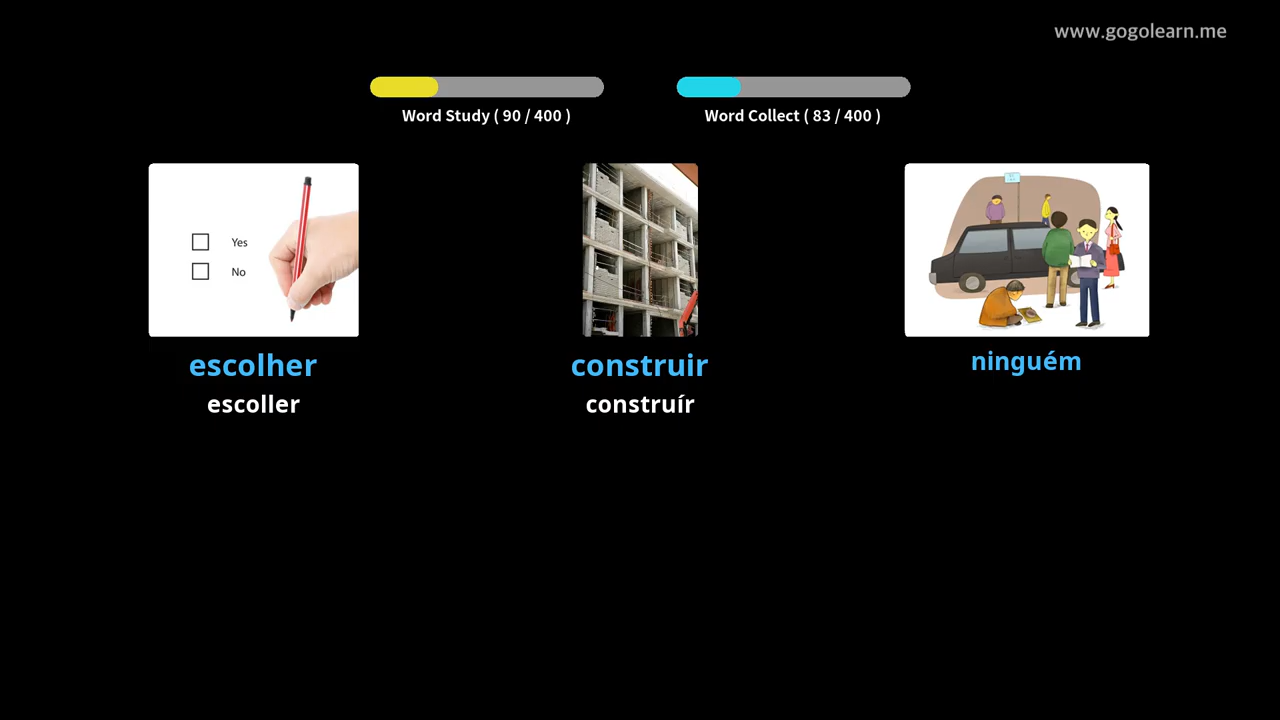 www.gogolearn.me
Word Study ( 90 / 400 )
Word Collect ( 83 / 400 )
Yes
No
escolher
construir
ninguém
escoller
construír